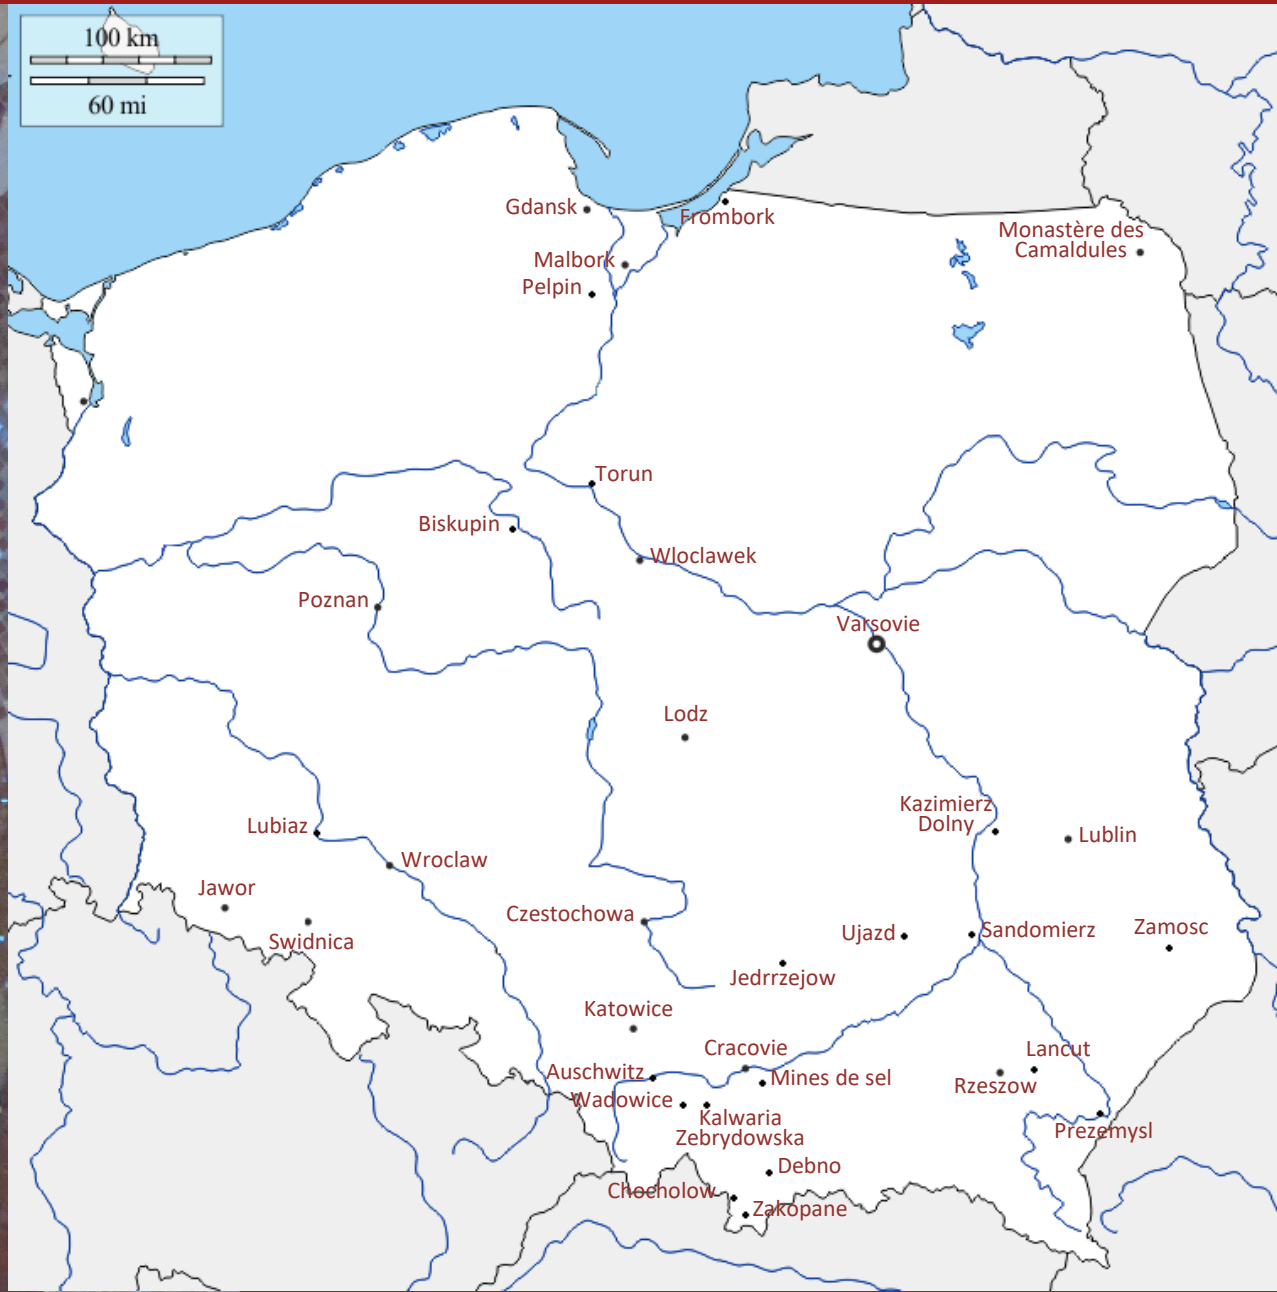 100 km
60 mi
Gdansk
Frombork
Monastère des
Camaldules
Malbork
Pelpin
Torun
Biskupin
Wloclawek
Poznan
Varsovie
Lodz
Kazimierz
Dolny
Lublin
Lubiaz
Wroclaw
Jawor
Swidnica
Czestochowa
Ujazd
Sandomierz
Zamosc
Jedrrzejow
Katowice
Cracovie
Lancut
Auschwitz
Mines de sel
Rzeszow
Wadowice
Kalwaria
Zebrydowska
Prezemysl
Debno
Chocholow
Zakopane